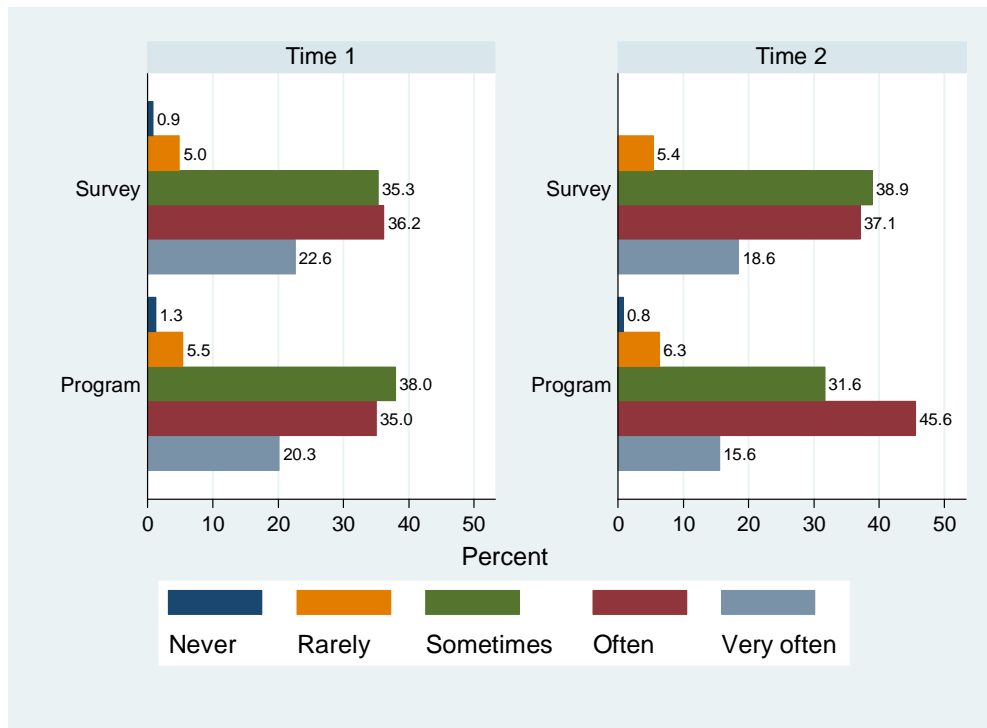 Time 1
Time 2
0.9
5.0
Survey
35.3
36.2
22.6
1.3
5.5
Program
38.0
35.0
20.3
0 10 20 30 40 50
5.4
Survey
38.9
37.1
18.6
0.8
6.3
Program
31.6
45.6
15.6
0 10 20 30 40 50
Percent
Never Rarely Sometimes Often Very often